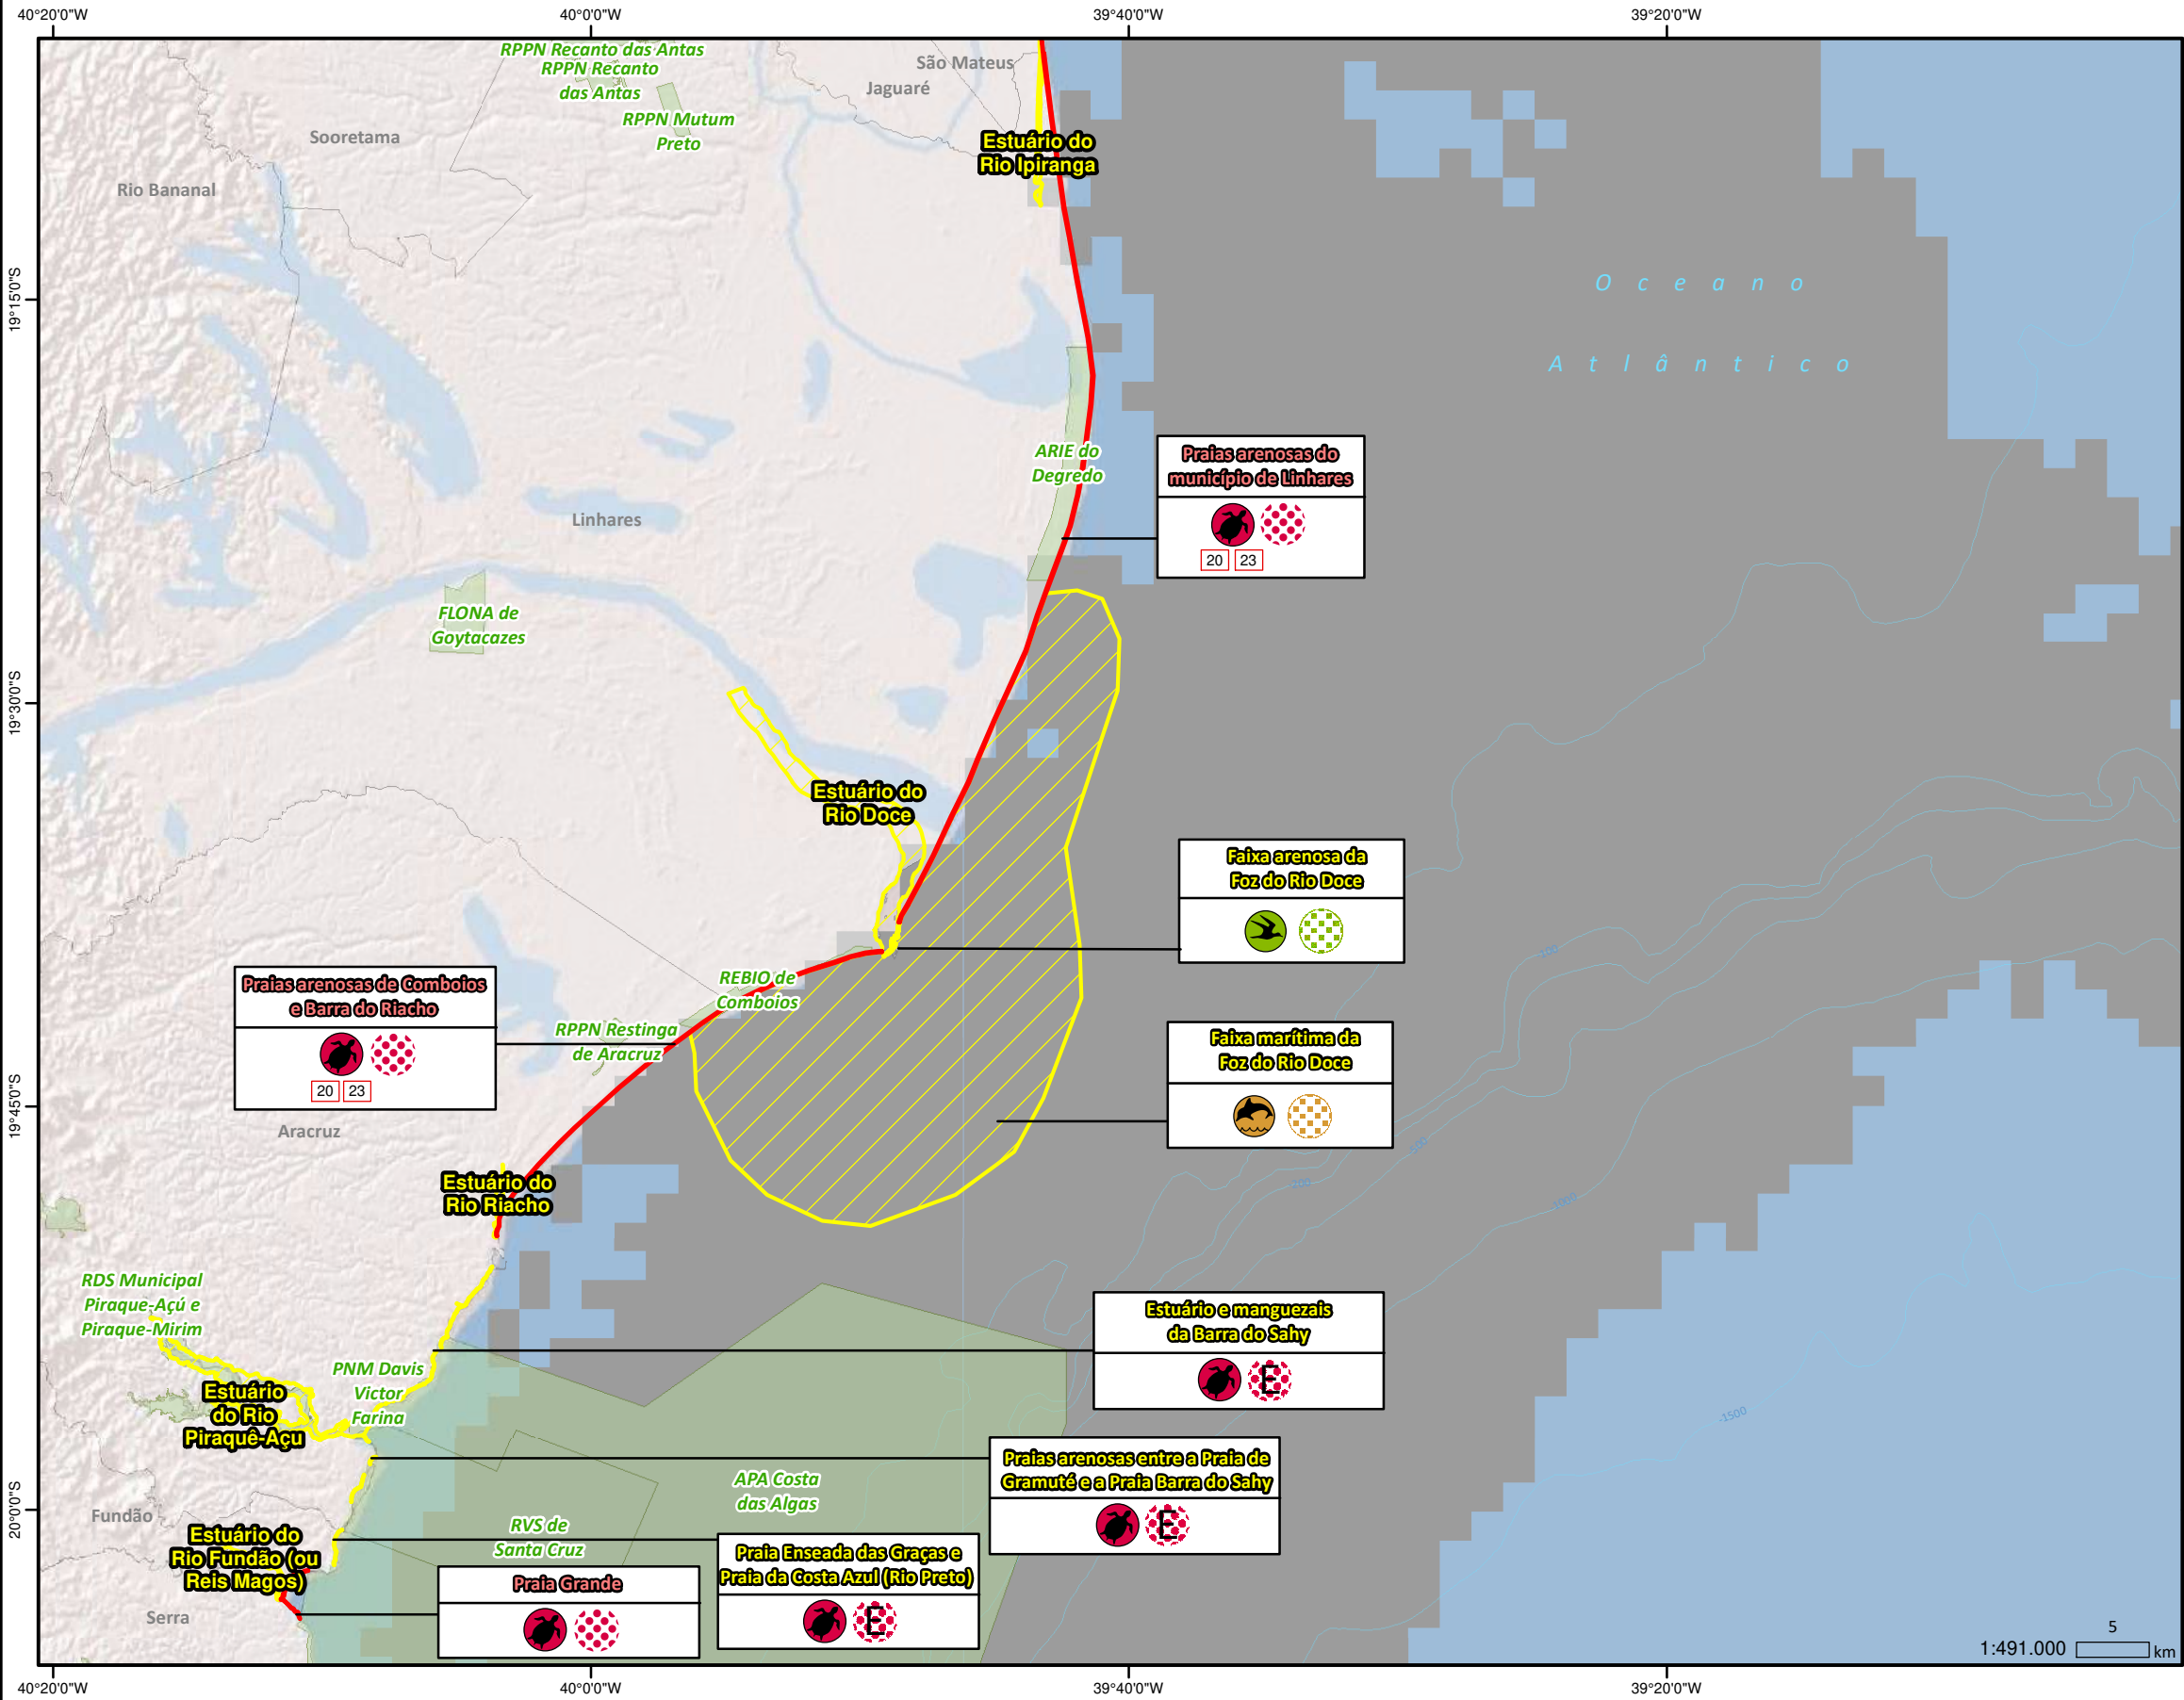 40°20'0"W
40°0'0"W
39°40'0"W
39°20'0"W
RPPN Recanto das Antas
RPPN Recanto
das Antas
São Mateus
Jaguaré
RPPN Mutum
Preto
Sooretama
Estuário do
Rio Ipiranga
Rio Bananal
19°15'0"S
Oceano
Atlântico
ARIE do
Degredo
Praias arenosas do
município de Linhares
20 23
Linhares
FLONA de
Goytacazes
19°30'0"S
Estuário do
Rio Doce
Faixa arenosa da
Foz do Rio Doce
-100
Praias arenosas de Comboios
e Barra do Riacho
20 23
REBIO de
Comboios
RPPN Restinga
de Aracruz
Faixa marítima da
Foz do Rio Doce
19°45'0"S
Aracruz
Estuário do
Rio Riacho
-200
-1000
RDS Municipal
Piraque-Açú e
Piraque-Mirim
Estuário e manguezais
da Barra do Sahy
E
PNM Davis
Victor
Farina
Estuário
do Rio
Piraquê-Açu
-1500
Praias arenosas entre a Praia de
Gramuté e a Praia Barra do Sahy
E
APA Costa
das Algas
20°0'0"S
Fundão
RVS de
Santa Cruz
Estuário do
Rio Fundão (ou
Reis Magos)
Praia Enseada das Graças e
Praia da Costa Azul (Rio Preto)
E
Praia Grande
Serra
5
1:491.000 km
40°20'0"W
40°0'0"W
39°40'0"W
39°20'0"W